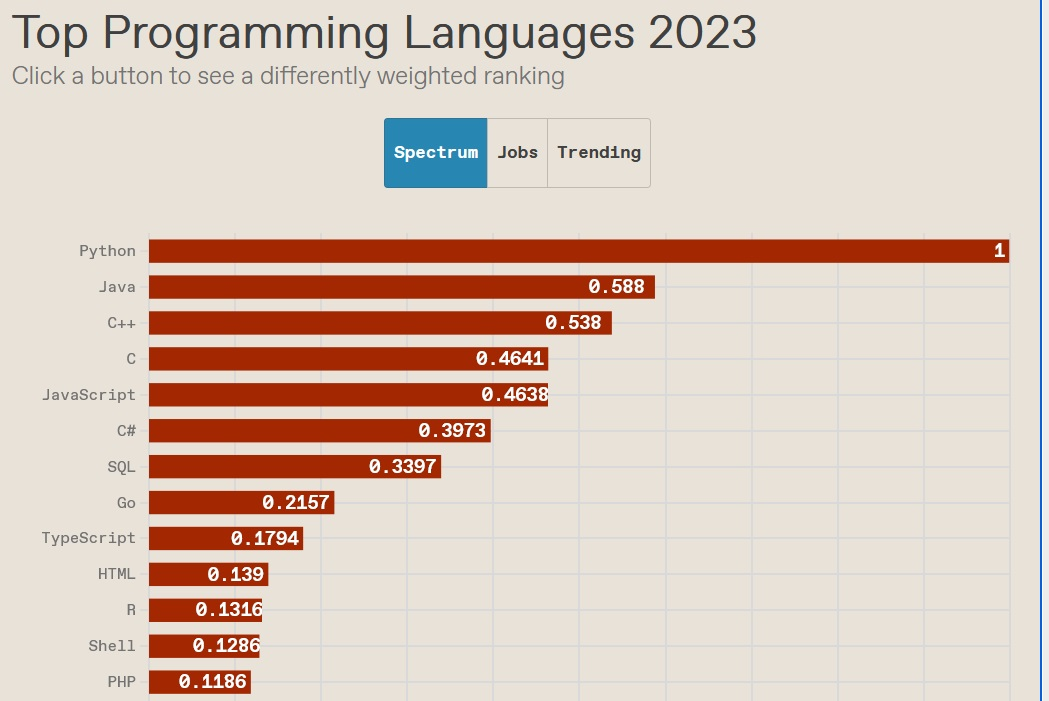 Top Programming Languages 2023
Click a button to see a differently weighted ranking
Spectrum Jobs Trending
Python 1
Java 0.588
C++ 0.538
C 0.4641
JavaScript 0.4638
C# 0.3973
SQL 0.3397
Go 0.2157
TypeScript 0.1794
HTML 0.139
R 0.1316
Shell 0.1286
PHP 0.1186